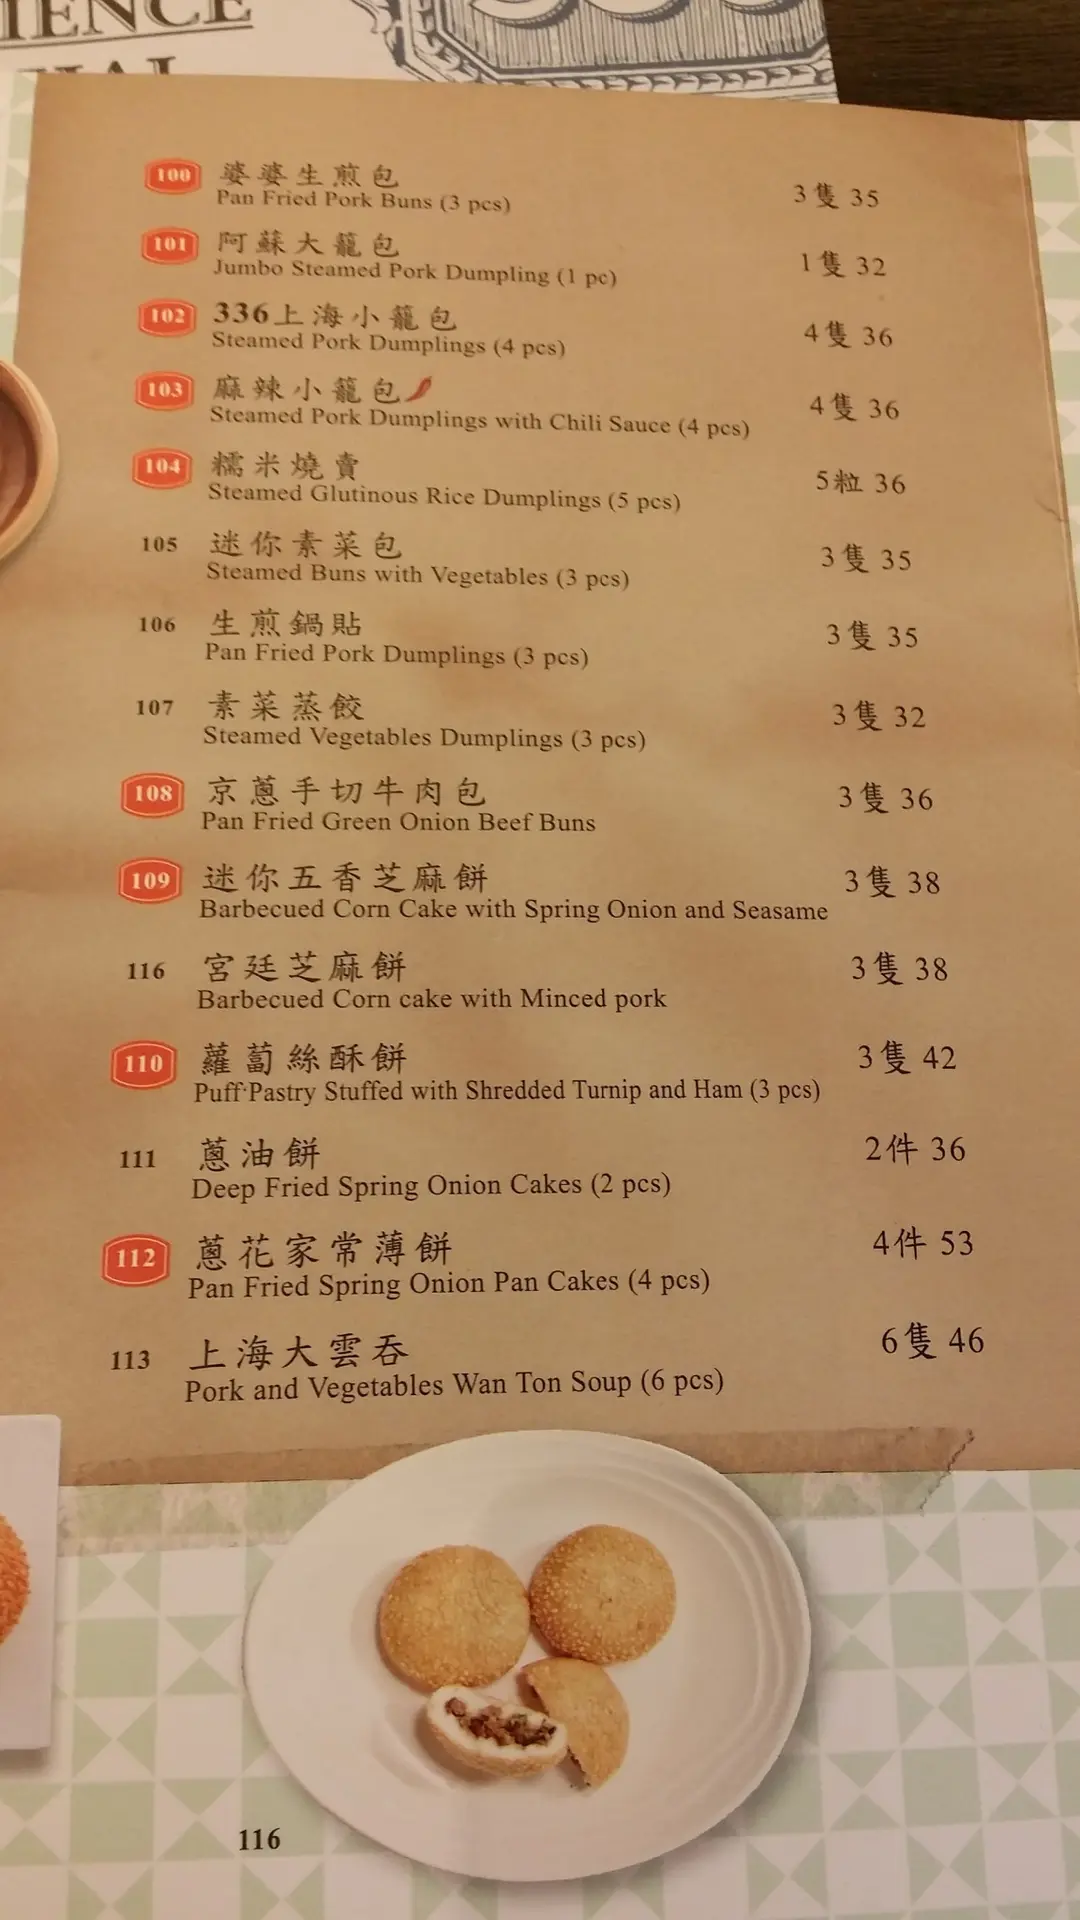 IENCE
100 婆婆生煎包 3隻 35
Pan Fried Pork Buns (3 pcs)
101 阿蘇大籠包 1隻 32
Jumbo Steamed Pork Dumpling (1 pc)
102 336上海小籠包 4隻 36
Steamed Pork Dumplings (4 pcs)
103 麻辣小籠包 4隻 36
Steamed Pork Dumplings with Chili Sauce (4 pcs)
104 糯米燒賣 5粒 36
Steamed Glutinous Rice Dumplings (5 pcs)
105 迷你素菜包 3隻 35
Steamed Buns with Vegetables (3 pcs)
106 生煎鍋貼 3隻 35
Pan Fried Pork Dumplings (3 pcs)
107 素菜蒸餃 3隻 32
Steamed Vegetables Dumplings (3 pcs)
108 京蔥手切牛肉包 3隻 36
Pan Fried Green Onion Beef Buns
109 迷你五香芝麻餅 3隻 38
Barbecued Corn Cake with Spring Onion and Seasame
116 宮廷芝麻餅 3隻 38
Barbecued Corn cake with Minced pork
110 蘿蔔絲酥餅 3隻 42
Puff Pastry Stuffed with Shredded Turnip and Ham (3 pcs)
111 蔥油餅 2件 36
Deep Fried Spring Onion Cakes (2 pcs)
112 蔥花家常薄餅 4件 53
Pan Fried Spring Onion Pan Cakes (4 pcs)
113 上海大雲吞 6隻 46
Pork and Vegetables Wan Ton Soup (6 pcs)
116